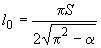 l₀ = πS / (2√(π² − α))